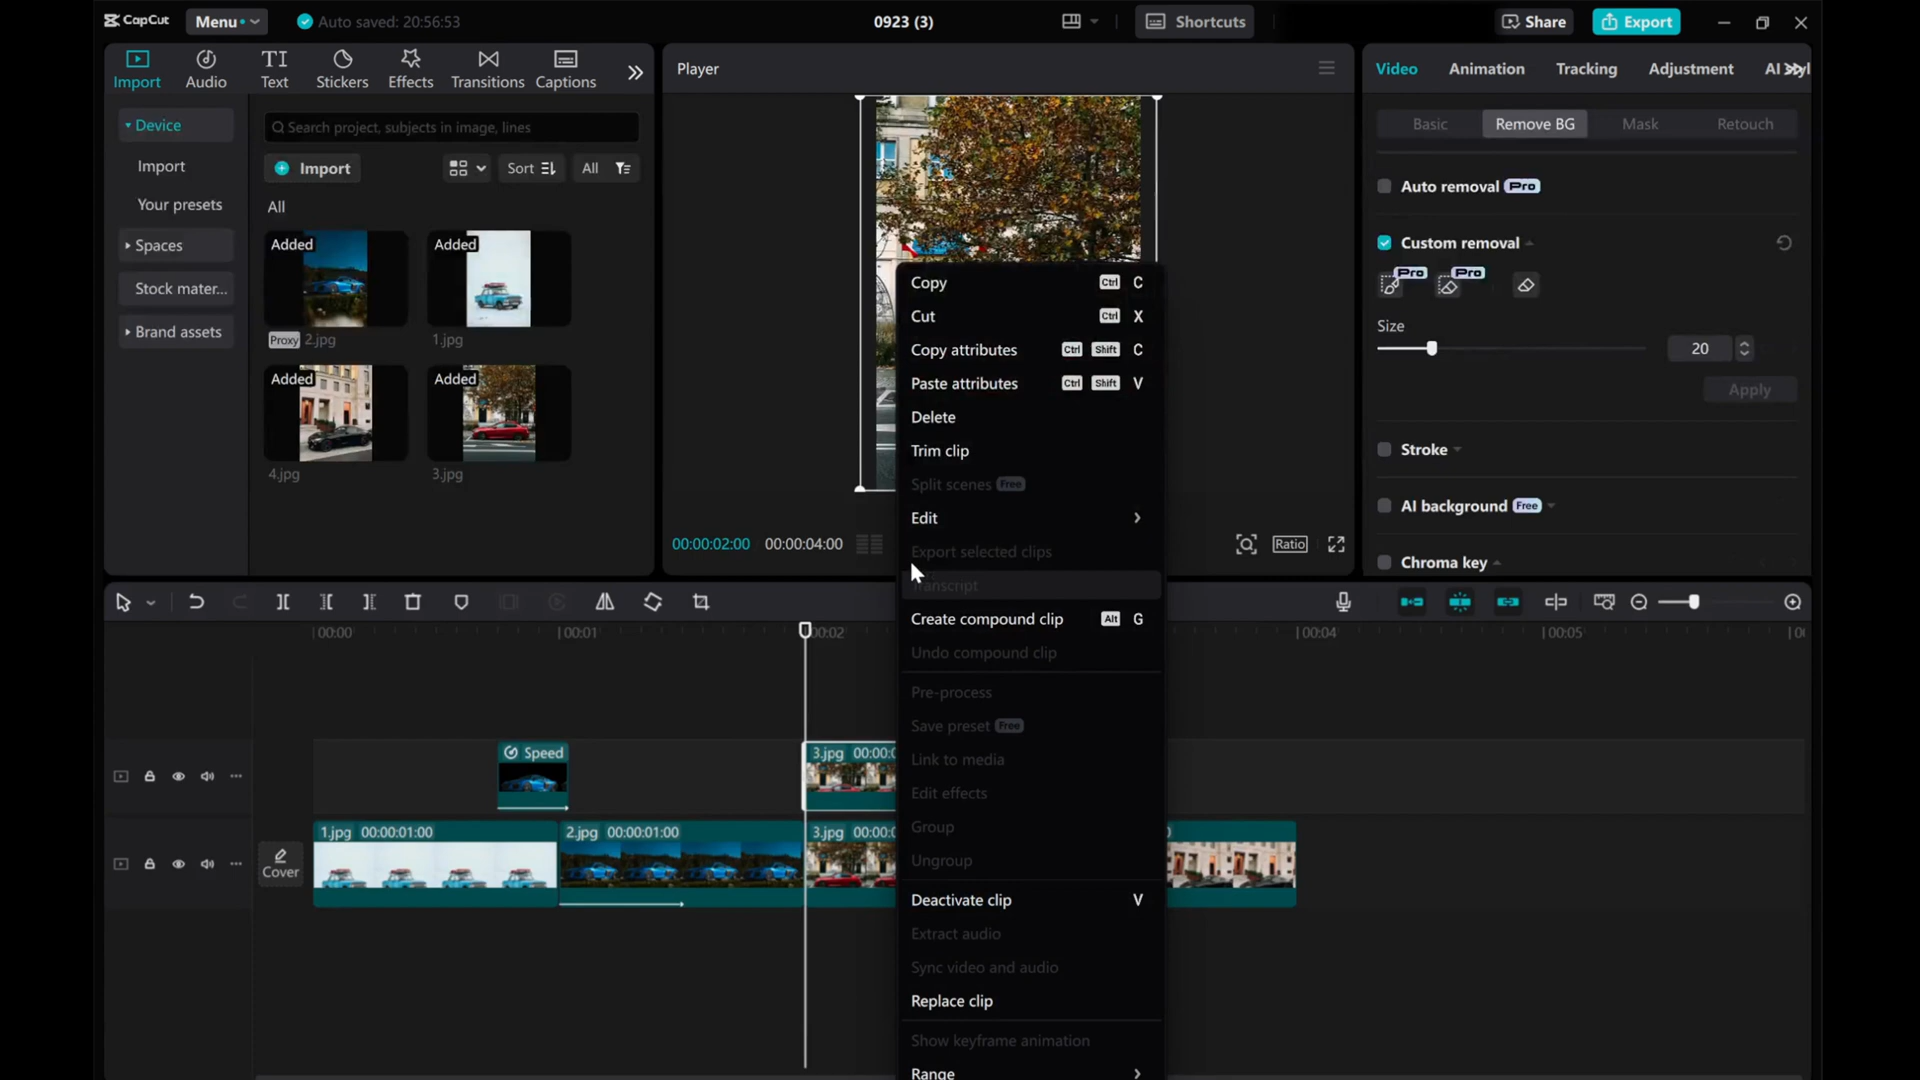 CapCut
Menu
Auto saved: 20:56:53
0923 (3)
Shortcuts
Share
Export
Import
Audio
Text
Stickers
Effects
Transitions
Captions
Device
Import
Your presets
Spaces
Stock mater...
Brand assets
Search project, subjects in image, lines
Import
Sort
All
All
Added
Proxy 2.jpg
Added
1.jpg
Added
4.jpg
Added
3.jpg
Player
00:00:02:00 00:00:04:00
Ratio
Video
Animation
Tracking
Adjustment
Basic
Remove BG
Mask
Retouch
Auto removal Pro
Custom removal
Pro
Pro
Size
20
Apply
Stroke
AI background Free
Chroma key
Copy Ctrl C
Cut Ctrl X
Copy attributes Ctrl Shift C
Paste attributes Ctrl Shift V
Delete
Trim clip
Split scenes Free
Edit
Export selected clips
Create compound clip Alt G
Undo compound clip
Pre-process
Save preset Free
Link to media
Edit effects
Group
Ungroup
Deactivate clip V
Extract audio
Sync video and audio
Replace clip
Show keyframe animation
Range
00:00
00:01
00:02
00:04
00:05
Speed
3.jpg
Cover
1.jpg 00:00:01:00
2.jpg 00:00:01:00
3.jpg